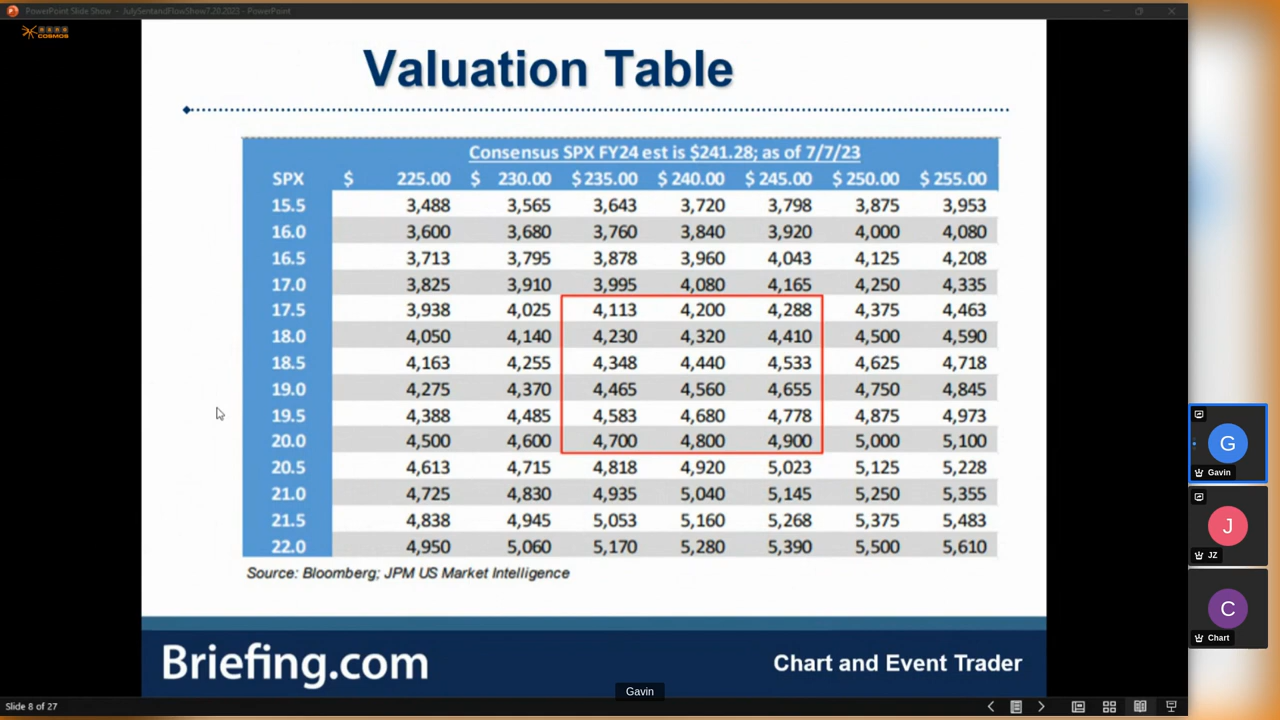 PowerPoint Slide Show - JulySentandFlowShow7.20.2023 - PowerPoint
COSMOS
Valuation Table
Consensus SPX FY24 est is $241.28; as of 7/7/23
SPX $ 225.00 $ 230.00 $ 235.00 $ 240.00 $ 245.00 $ 250.00 $ 255.00
15.5 3,488 3,565 3,643 3,720 3,798 3,875 3,953
16.0 3,600 3,680 3,760 3,840 3,920 4,000 4,080
16.5 3,713 3,795 3,878 3,960 4,043 4,125 4,208
17.0 3,825 3,910 3,995 4,080 4,165 4,250 4,335
17.5 3,938 4,025 4,113 4,200 4,288 4,375 4,463
18.0 4,050 4,140 4,230 4,320 4,410 4,500 4,590
18.5 4,163 4,255 4,348 4,440 4,533 4,625 4,718
19.0 4,275 4,370 4,465 4,560 4,655 4,750 4,845
19.5 4,388 4,485 4,583 4,680 4,778 4,875 4,973
20.0 4,500 4,600 4,700 4,800 4,900 5,000 5,100
20.5 4,613 4,715 4,818 4,920 5,023 5,125 5,228
21.0 4,725 4,830 4,935 5,040 5,145 5,250 5,355
21.5 4,838 4,945 5,053 5,160 5,268 5,375 5,483
22.0 4,950 5,060 5,170 5,280 5,390 5,500 5,610
Source: Bloomberg; JPM US Market Intelligence
Briefing.com
Chart and Event Trader
Gavin
Slide 8 of 27
G
Gavin
J
JZ
C
Chart